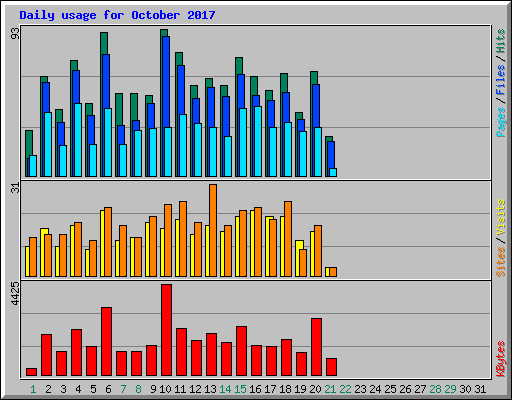 Daily usage for October 2017
93
Pages / Files / Hits
31
Sites / Visits
4425
KBytes
1 2 3 4 5 6 7 8 9 10 11 12 13 14 15 16 17 18 19 20 21 22 23 24 25 26 27 28 29 30 31